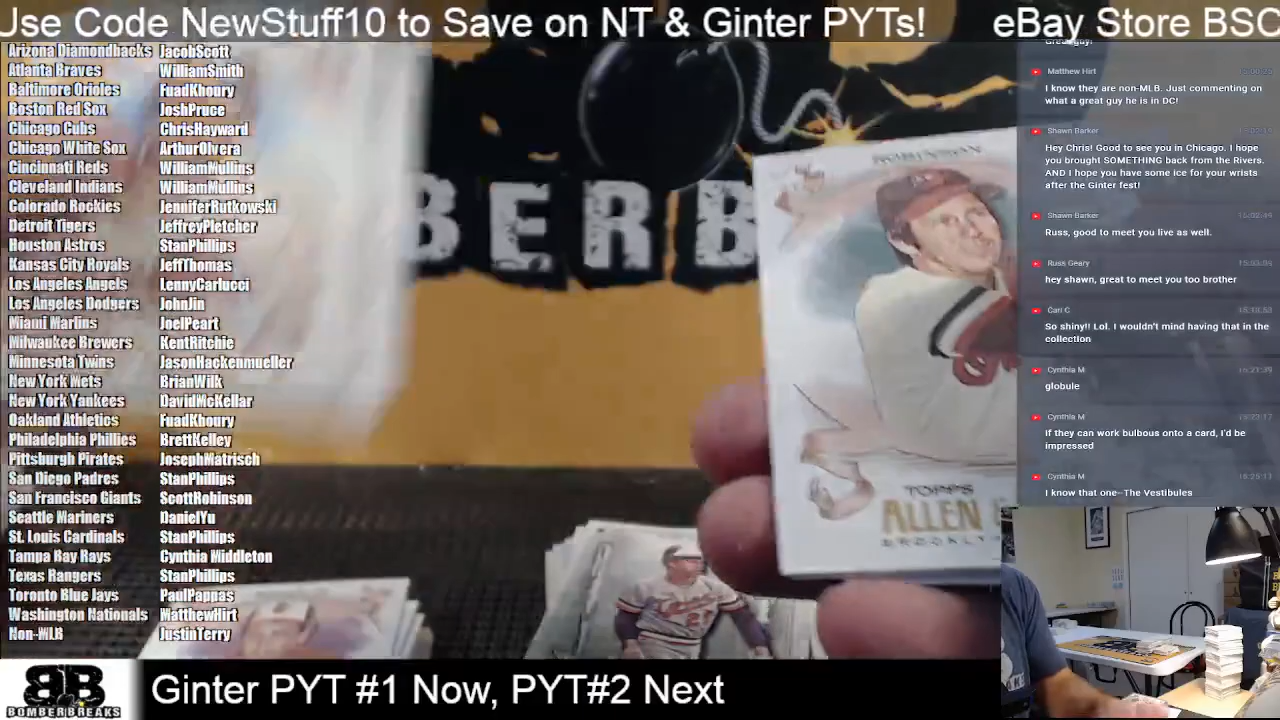 Use Code NewStuff10 to Save on NT & Ginter PYTs! eBay Store BSC
Arizona Diamondbacks JacobScott
Atlanta Braves WilliamSmith
Baltimore Orioles FuadKhoury
Boston Red Sox JoshPruce
Chicago Cubs ChrisHayward
Chicago White Sox ArthurOlvera
Cincinnati Reds WilliamMullins
Cleveland Indians WilliamMullins
Colorado Rockies JenniferRutkowski
Detroit Tigers JeffreyPletcher
Houston Astros StanPhillips
Kansas City Royals JeffThomas
Los Angeles Angels LennyCarlucci
Los Angeles Dodgers JohnJin
Miami Marlins JoelPeart
Milwaukee Brewers KentRitchie
Minnesota Twins JasonHackenmueller
New York Mets BrianWilk
New York Yankees DavidMcKellar
Oakland Athletics FuadKhoury
Philadelphia Phillies BrettKelley
Pittsburgh Pirates JosephMatrisch
San Diego Padres StanPhillips
San Francisco Giants ScottRobinson
Seattle Mariners DanielYu
St. Louis Cardinals StanPhillips
Tampa Bay Rays Cynthia Middleton
Texas Rangers StanPhillips
Toronto Blue Jays PaulPappas
Washington Nationals MatthewHirt
Non-MLB JustinTerry
BERB
ROBINSON
TOPPS
ALLEN
Great guy!
Matthew Hirt
I know they are non-MLB. Just commenting on
what a great guy he is in DC!
Shawn Barker
Hey Chris! Good to see you in Chicago. I hope
you brought SOMETHING back from the Rivers.
AND I hope you have some ice for your wrists
after the Ginter fest!
Shawn Barker
Russ, good to meet you live as well.
Russ Geary
hey shawn, great to meet you too brother
Carl C
So shiny!! Lol. I wouldn't mind having that in the
collection
Cynthia M
globule
Cynthia M
if they can work bulbous onto a card, I'd be
impressed
Cynthia M
I know that one--The Vestibules
BB
BOMBERBREAKS
Ginter PYT #1 Now, PYT#2 Next